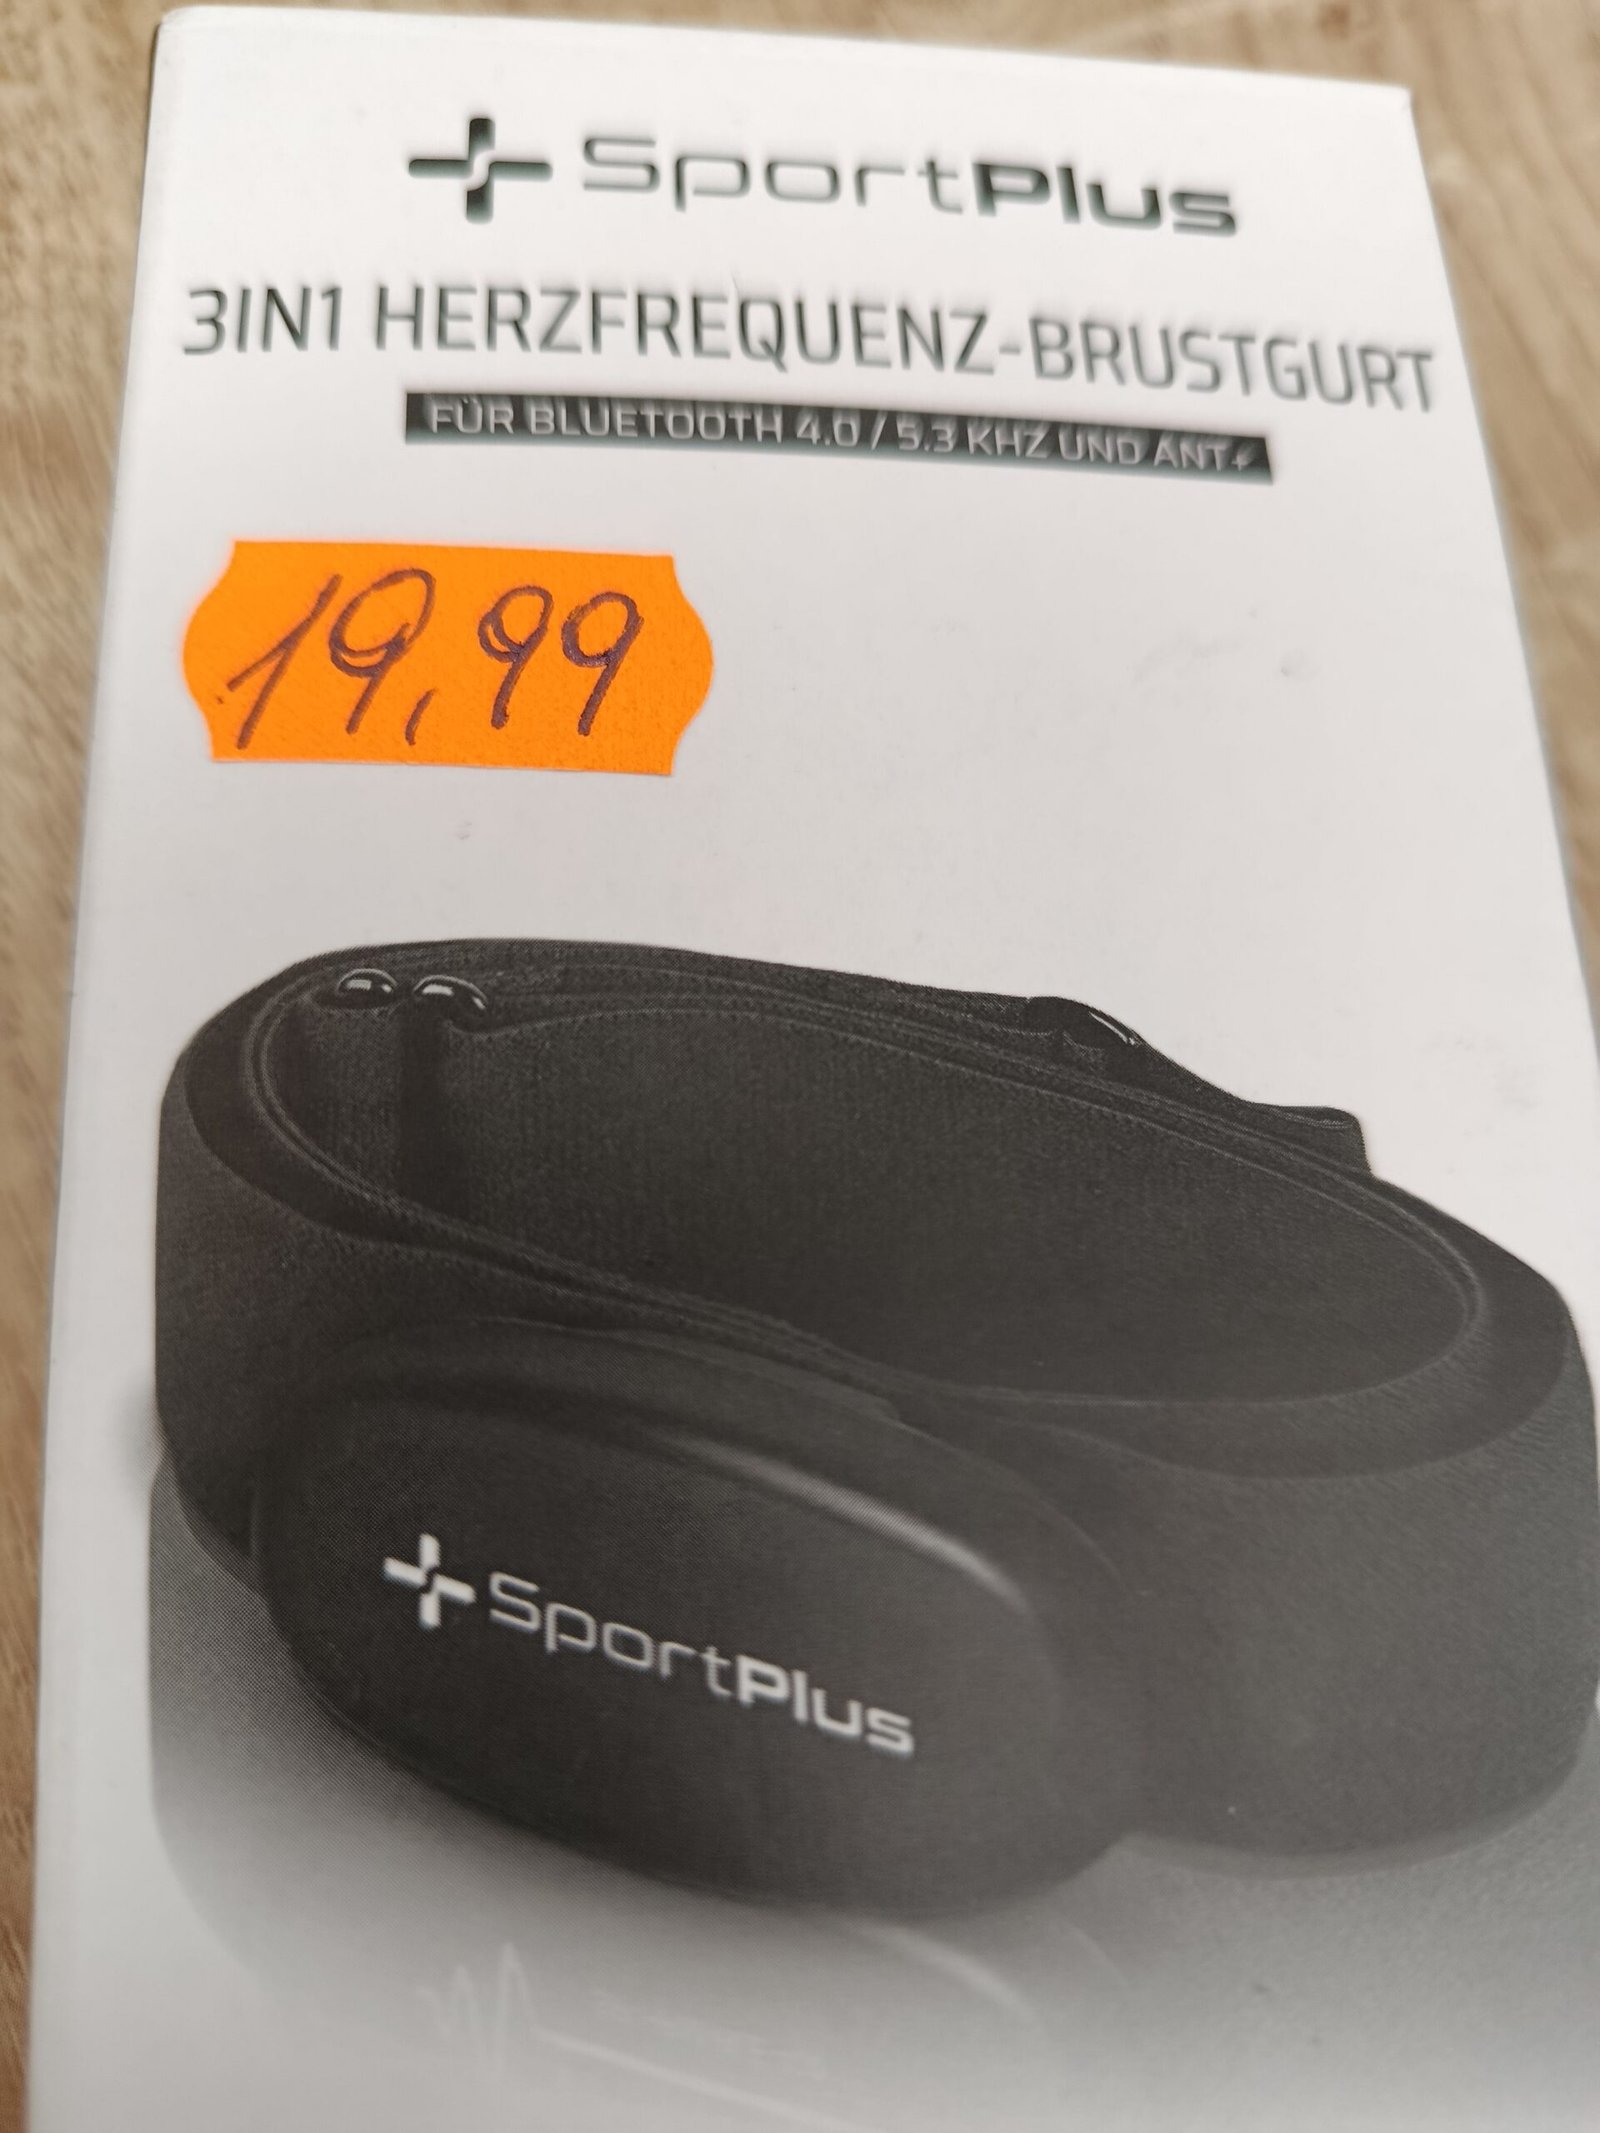 SportPlus
3IN1 HERZFREQUENZ-BRUSTGURT
FÜR BLUETOOTH 4.0 / 5.3 KHZ UND ANT+
19,99
SportPlus